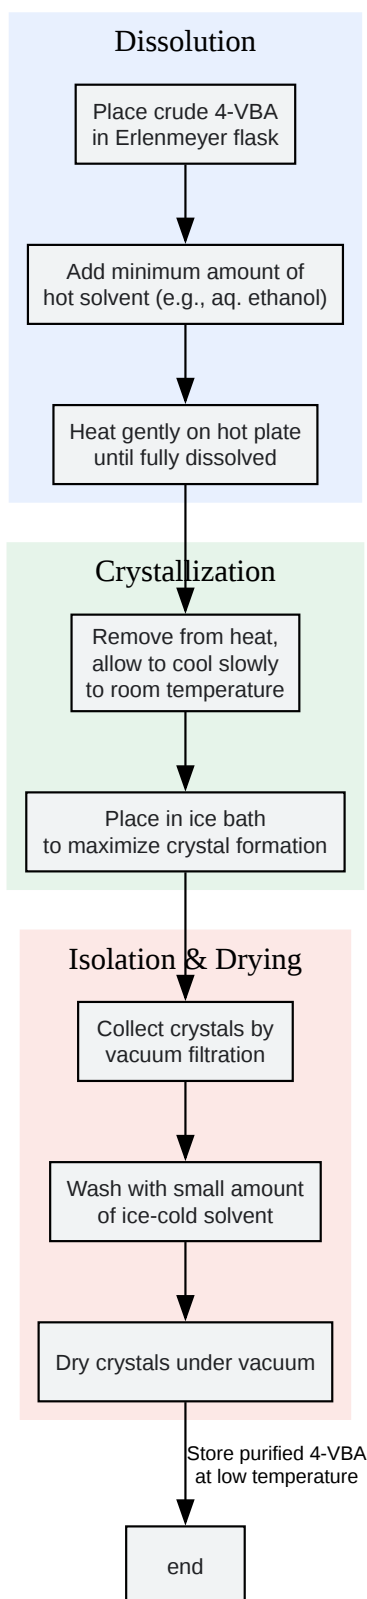 Dissolution
Place crude 4-VBA
in Erlenmeyer flask
Add minimum amount of
hot solvent (e.g., aq. ethanol)
Heat gently on hot plate
until fully dissolved
Crystallization
Remove from heat,
allow to cool slowly
to room temperature
Place in ice bath
to maximize crystal formation
Isolation & Drying
Collect crystals by
vacuum filtration
Wash with small amount
of ice-cold solvent
Dry crystals under vacuum
Store purified 4-VBA
at low temperature
end